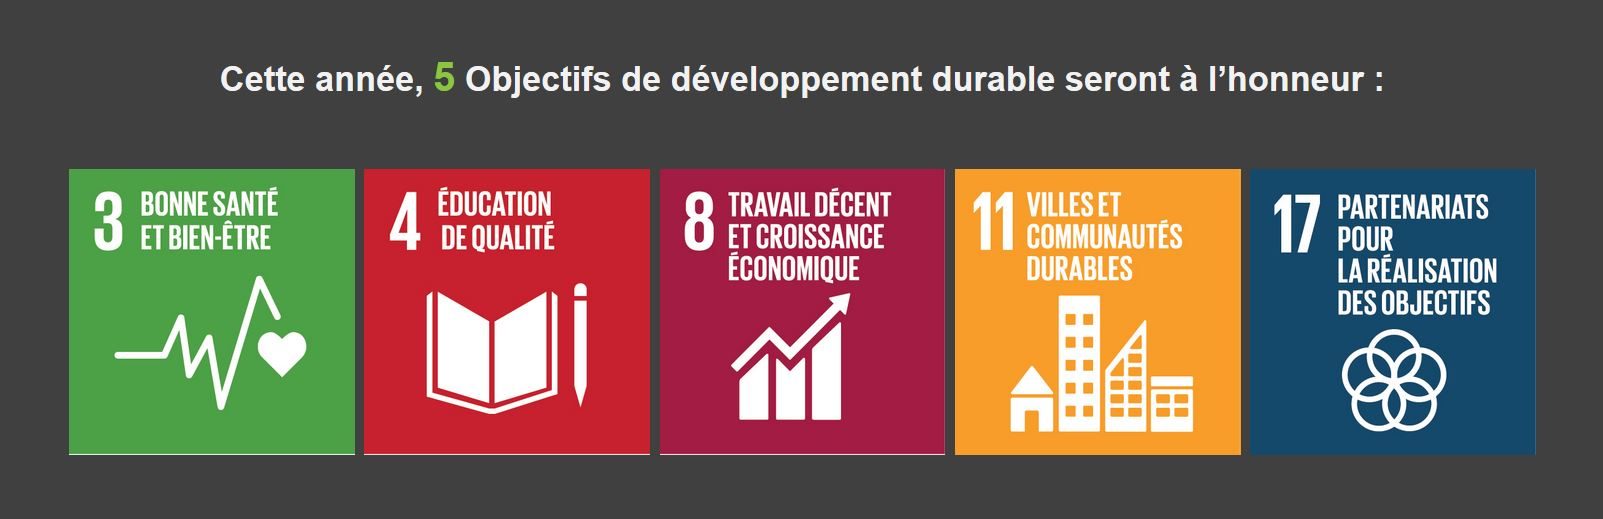 Cette année, 5 Objectifs de développement durable seront à l’honneur :
3 BONNE SANTÉ
ET BIEN-ÊTRE
4 ÉDUCATION
DE QUALITÉ
8 TRAVAIL DÉCENT
ET CROISSANCE
ÉCONOMIQUE
11 VILLES ET
COMMUNAUTÉS
DURABLES
17 PARTENARIATS
POUR
LA RÉALISATION
DES OBJECTIFS